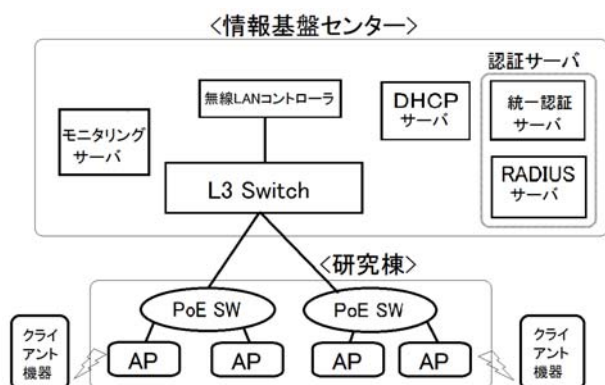 <情報基盤センター>
認証サーバ
無線LANコントローラ
DHCP
サーバ
統一認証
サーバ
モニタリング
サーバ
RADIUS
サーバ
L3 Switch
<研究棟>
PoE SW
PoE SW
クライ
アント
機器
AP
AP
AP
AP
クライ
アント
機器